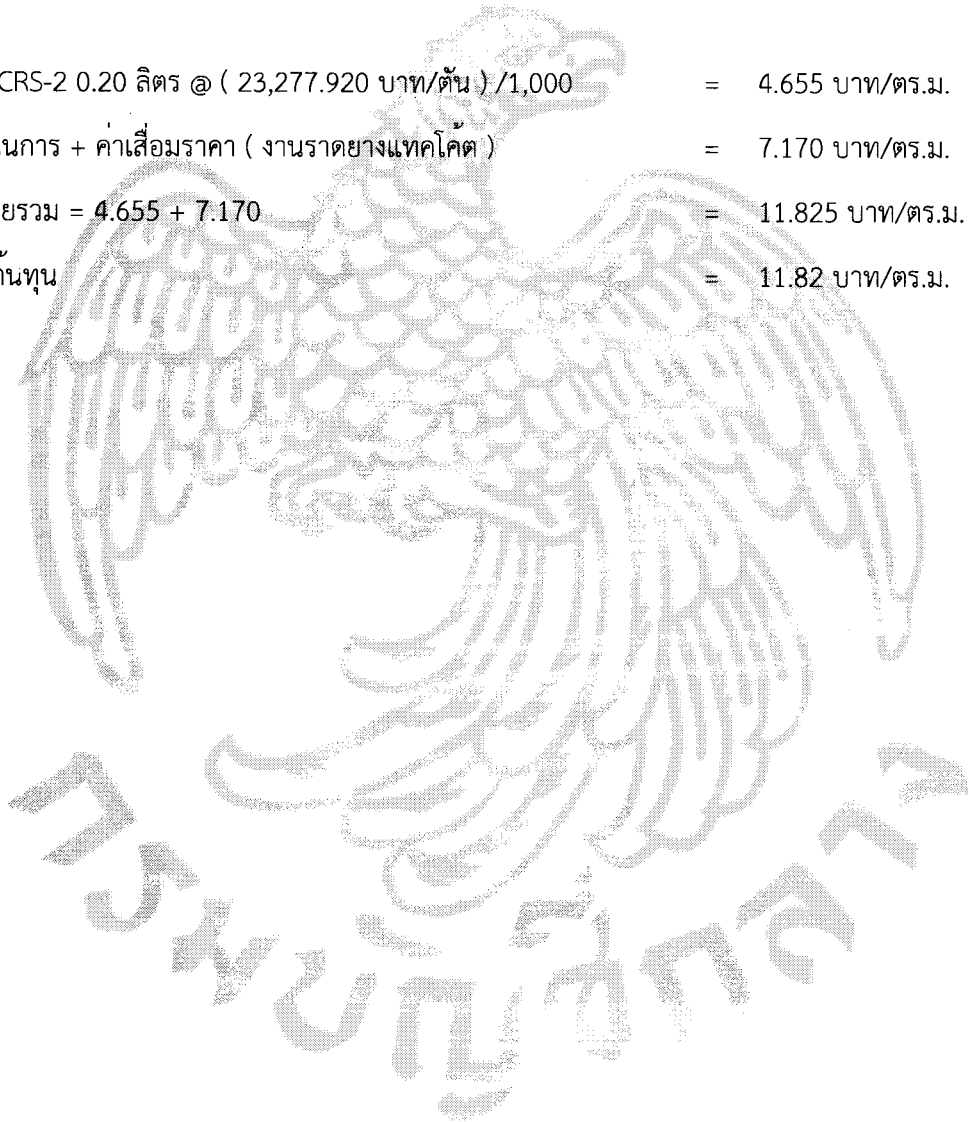 CRS-2 0.20 ลิตร @ ( 23,277.920 บาท/ตัน ) /1,000 = 4.655 บาท/ตร.ม.
นการ + ค่าเสื่อมราคา ( งานราดยางแทคโค้ต ) = 7.170 บาท/ตร.ม.
ยรวม = 4.655 + 7.170 = 11.825 บาท/ตร.ม.
้นทุน = 11.82 บาท/ตร.ม.
กรมบัญชีกลาง